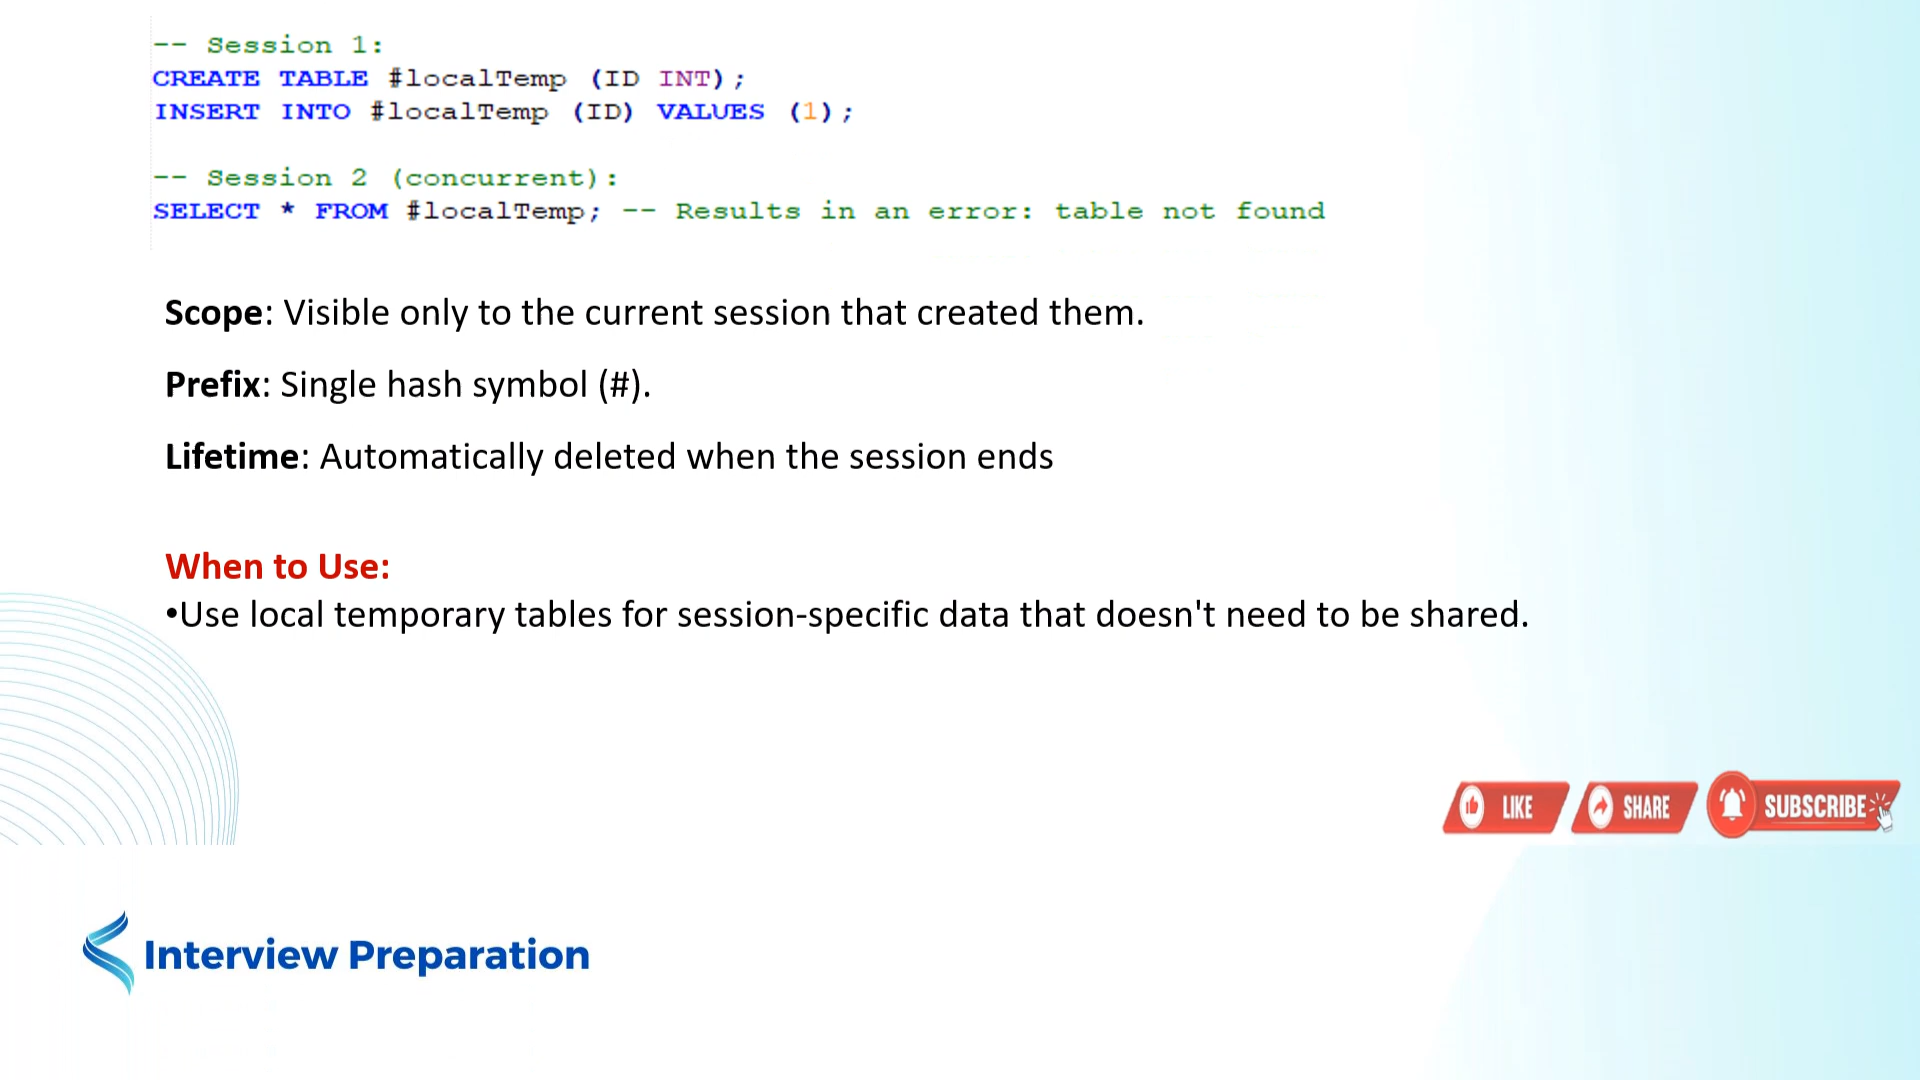 -- Session 1:
CREATE TABLE #localTemp (ID INT);
INSERT INTO #localTemp (ID) VALUES (1);
-- Session 2 (concurrent):
SELECT * FROM #localTemp; -- Results in an error: table not found
Scope: Visible only to the current session that created them.
Prefix: Single hash symbol (#).
Lifetime: Automatically deleted when the session ends
When to Use:
•Use local temporary tables for session-specific data that doesn't need to be shared.
LIKE SHARE SUBSCRIBE
Interview Preparation